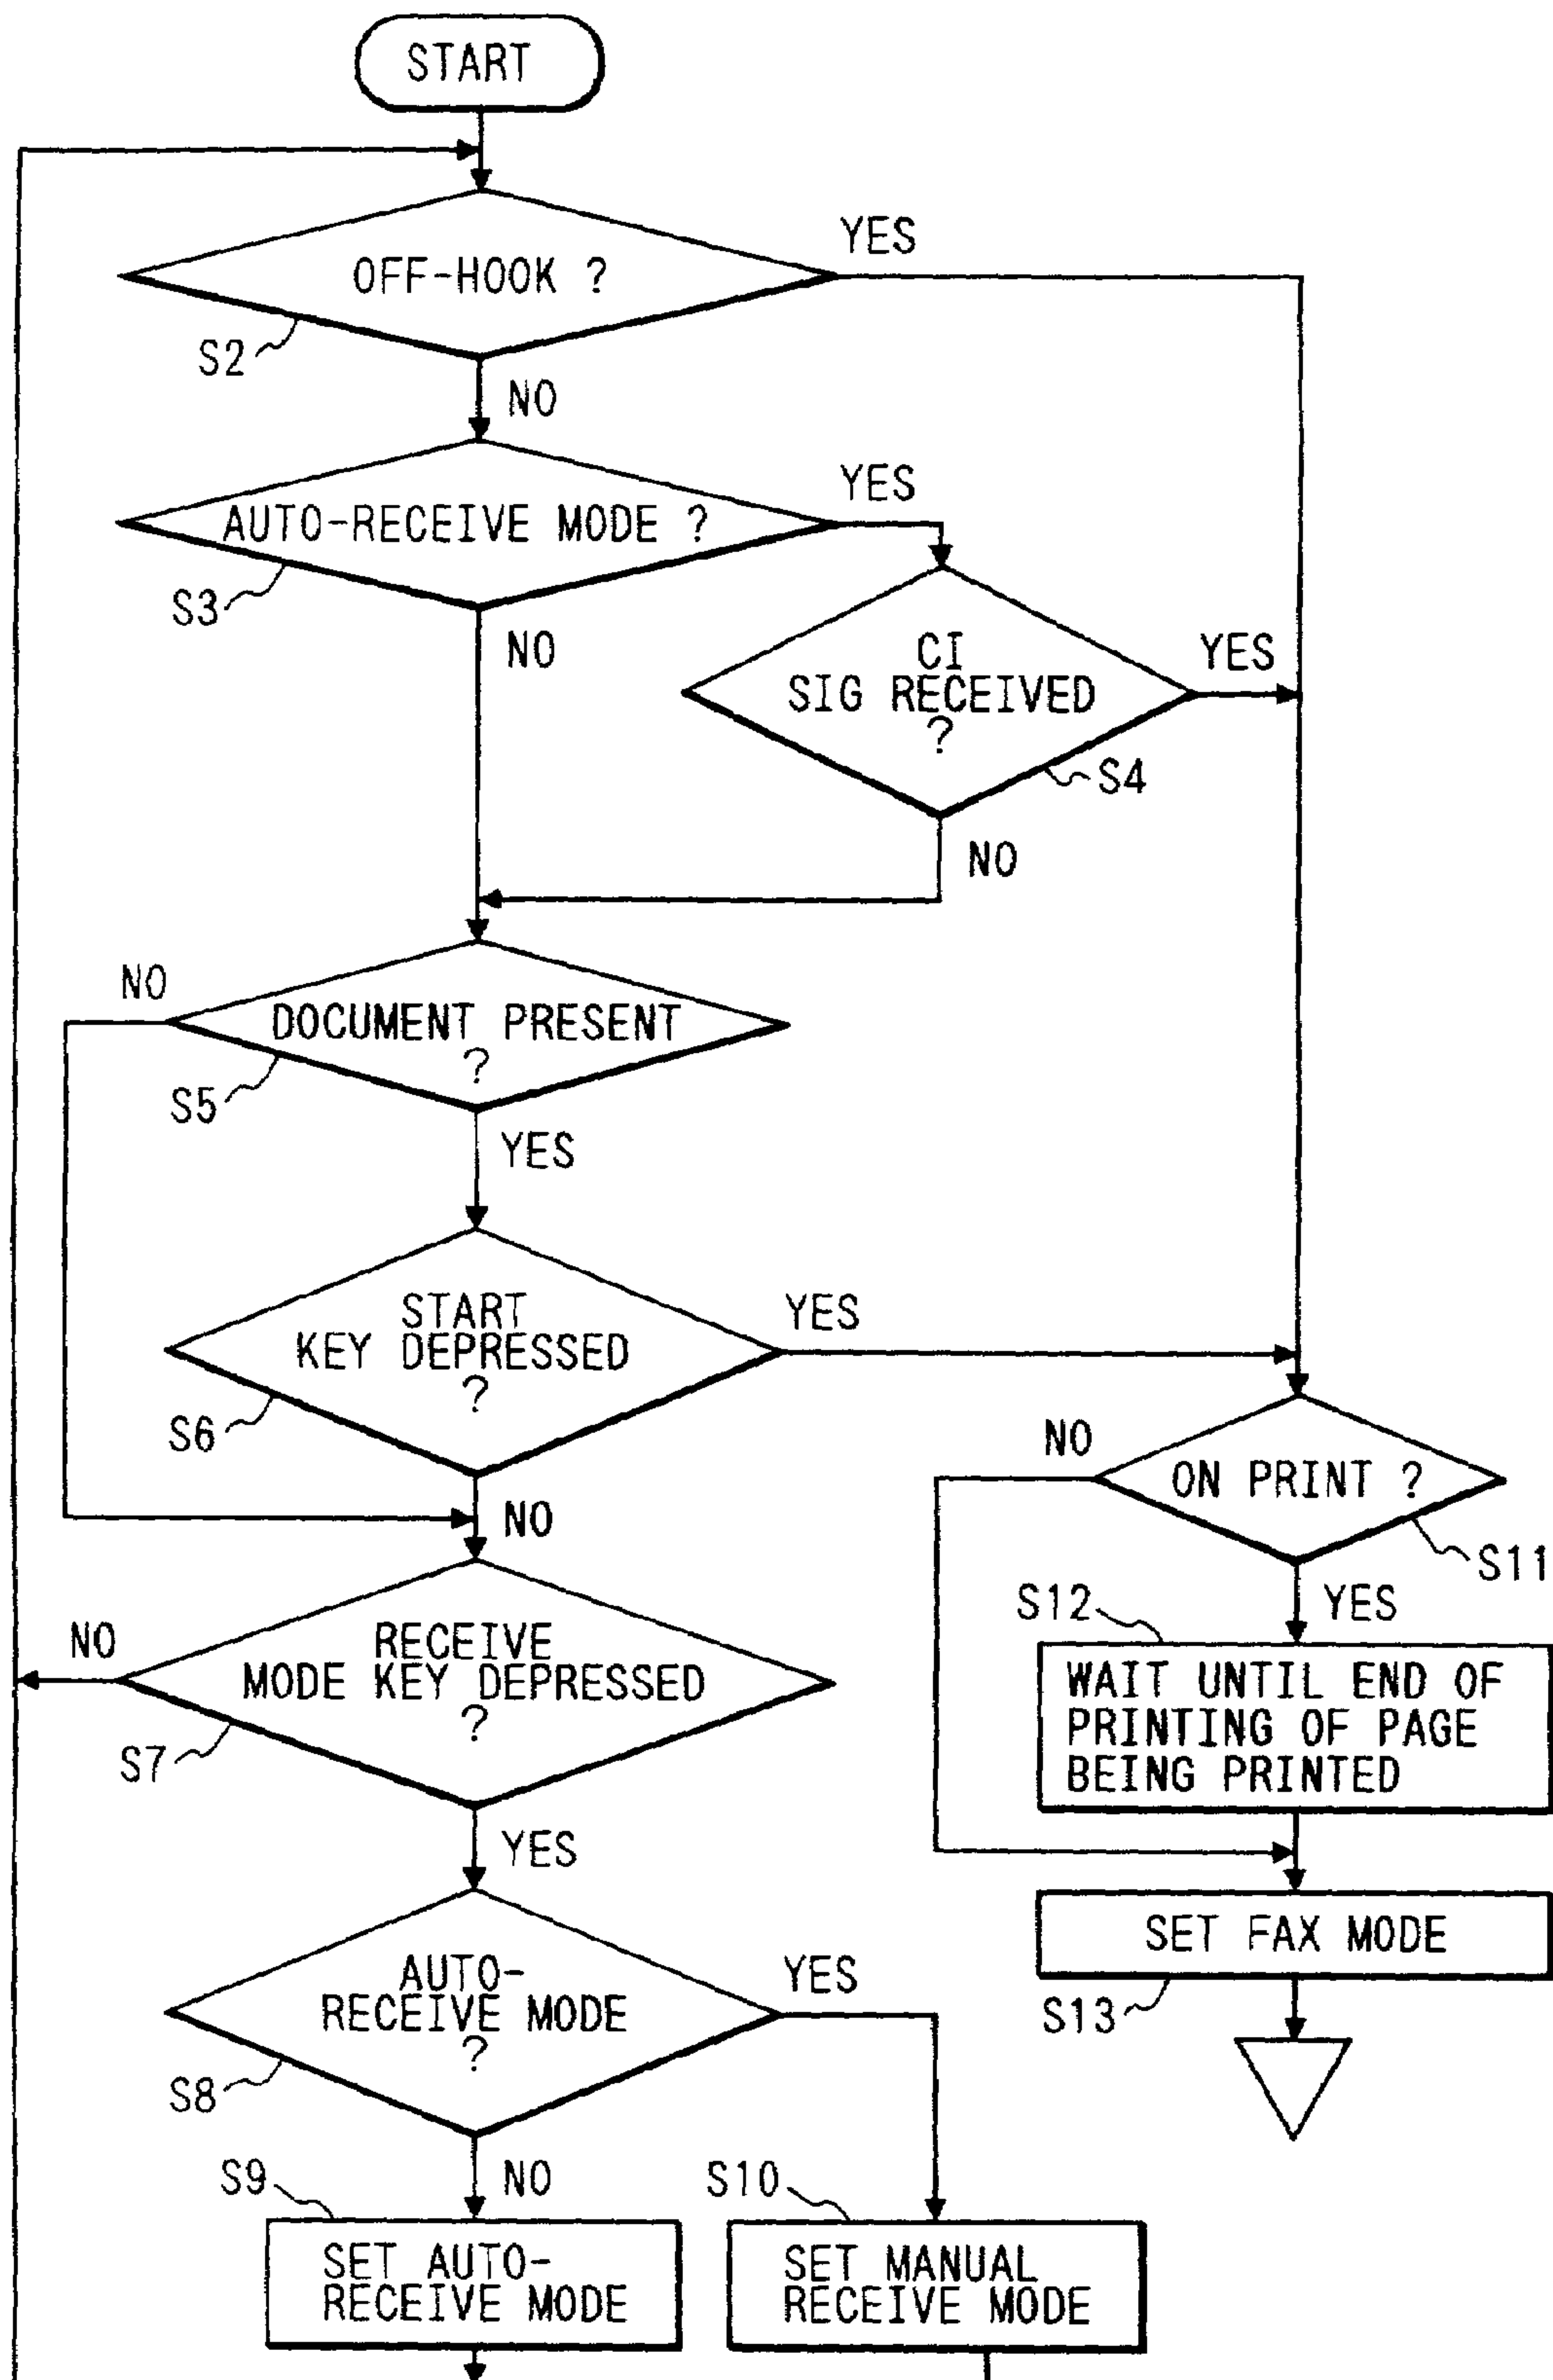 START
OFF-HOOK ?
YES
S2
NO
AUTO-RECEIVE MODE ?
YES
S3
NO
CI
SIG RECEIVED
?
YES
S4
NO
NO
DOCUMENT PRESENT
?
S5
YES
START
KEY DEPRESSED
?
YES
S6
NO
NO
ON PRINT ?
S11
YES
S12
WAIT UNTIL END OF
PRINTING OF PAGE
BEING PRINTED
NO
RECEIVE
MODE KEY DEPRESSED
?
S7
YES
SET FAX MODE
S13
AUTO-
RECEIVE MODE
?
YES
S8
NO
S9
SET AUTO-
RECEIVE MODE
S10
SET MANUAL
RECEIVE MODE